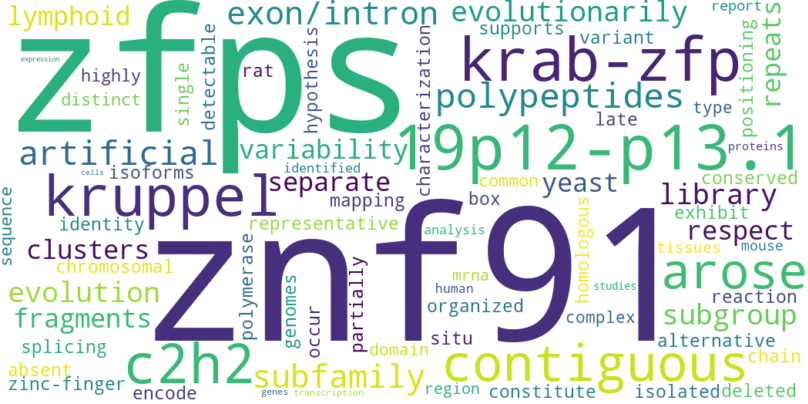 lymphoid
exon/intron
evolutionarily
report
zfps
expression
highly
distinct
single
detectable
rat
hypothesis
characterization
supports
variant
krab-zfp
positioning
repeats
polypeptides
type
late
artificial
variability
19p12-p13.1
proteins
cells
isoforms
identified
kruppel
separate
mapping
common
yeast
conserved
box
library
sequence
identity
representative
homologous
exhibit
respect
clusters
znf91
analysis
tissues
mouse
chromosomal
polymerase
partially
mrna
human
studies
arose
evolution
genomes
organized
reaction
fragments
occur
situ
complex
subgroup
splicing
c2h2
domain
contiguous
alternative
chain
absent
subfamily
zinc-finger
encode
genes
transcription
region
constitute
isolated
deleted